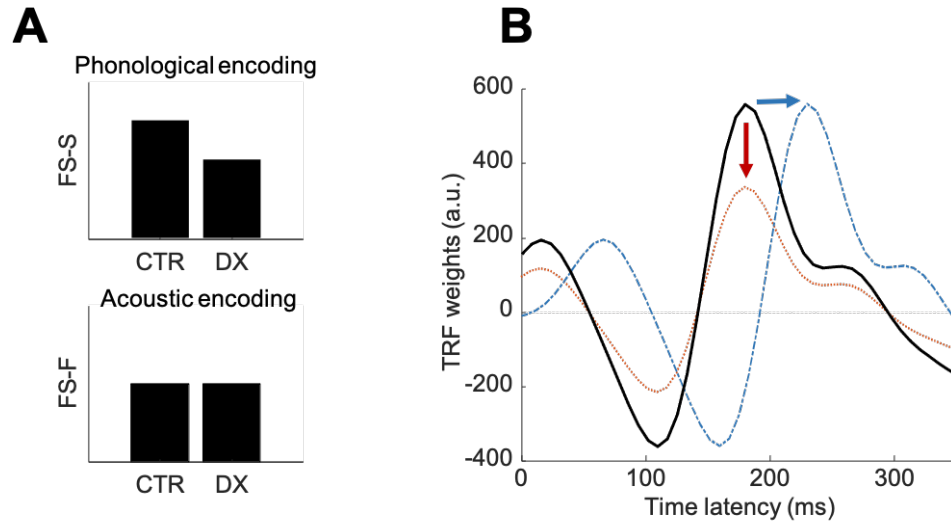 A
Phonological encoding
FS-S
CTR DX
Acoustic encoding
FS-F
CTR DX
B
TRF weights (a.u.)
600
400
200
0
-200
-400
0 100 200 300
Time latency (ms)